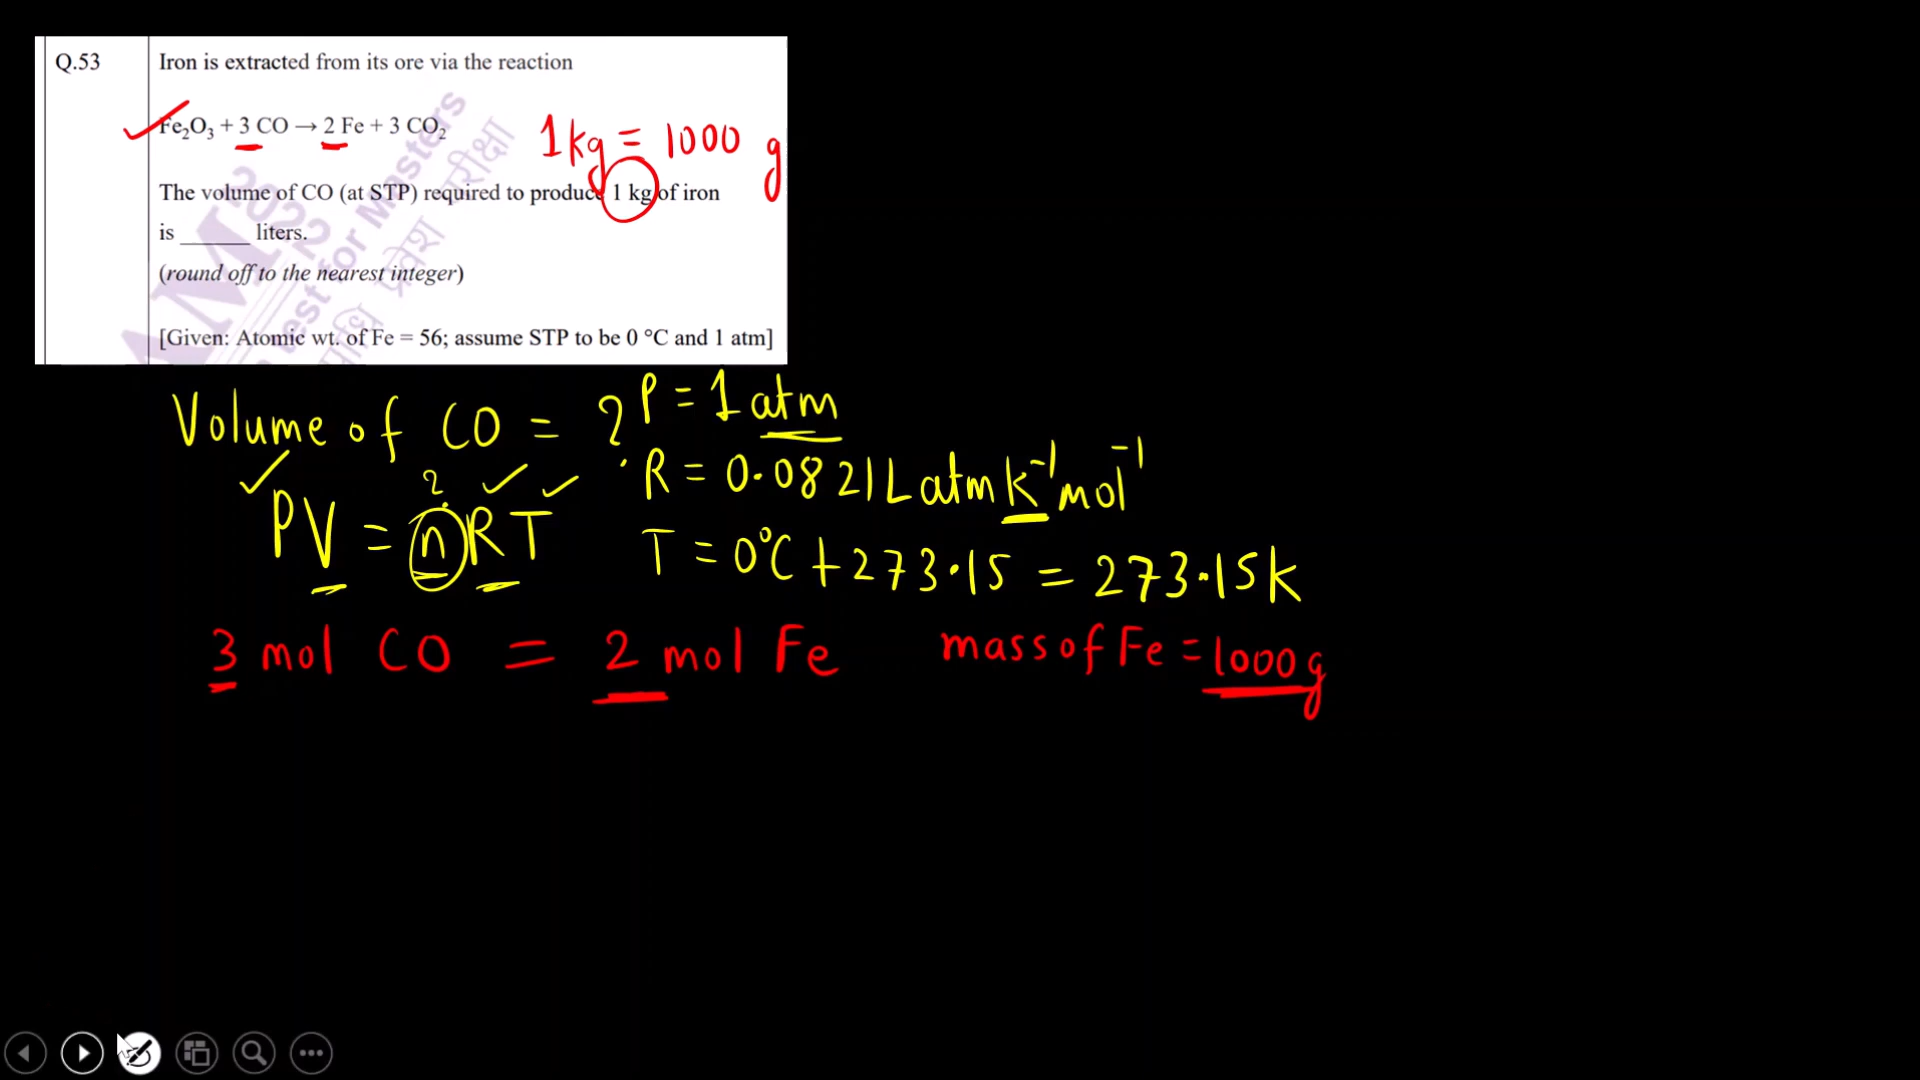 Q.53
Iron is extracted from its ore via the reaction
Fe₂O₃ + 3 CO → 2 Fe + 3 CO₂
1kg = 1000 g
The volume of CO (at STP) required to produce 1 kg of iron
is ______ liters.
(round off to the nearest integer)
[Given: Atomic wt. of Fe = 56; assume STP to be 0 °C and 1 atm]
Volume of CO = ?
P = 1 atm
R = 0.0821 L atm k⁻¹ mol⁻¹
?
PV = nRT
T = 0°C + 273.15 = 273.15k
3 mol CO = 2 mol Fe
mass of Fe = 1000g